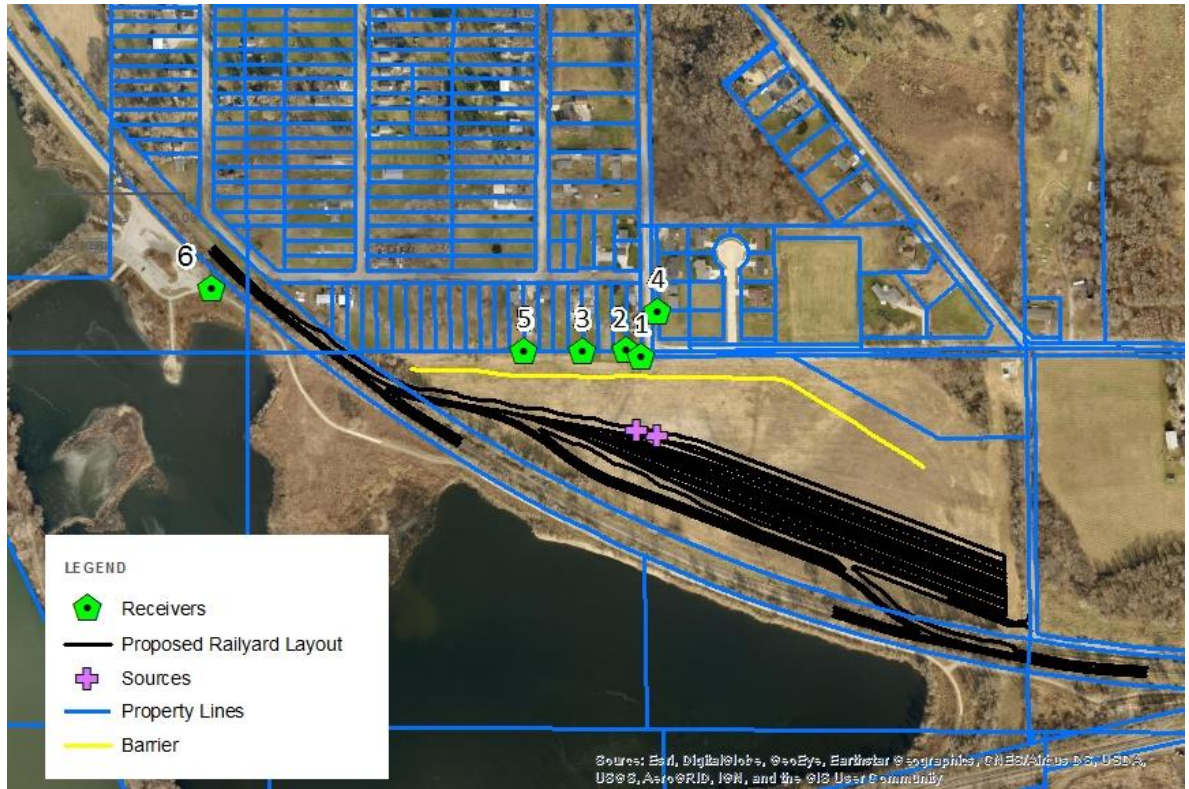 6
4
5
3
2
1
LEGEND
Receivers
Proposed Railyard Layout
Sources
Property Lines
Barrier
Source: Esri, DigitalGlobe, GeoEye, Earthstar Geographics, CNES/Airbus DS, USDA,
USGS, AeroGRID, IGN, and the GIS User Community